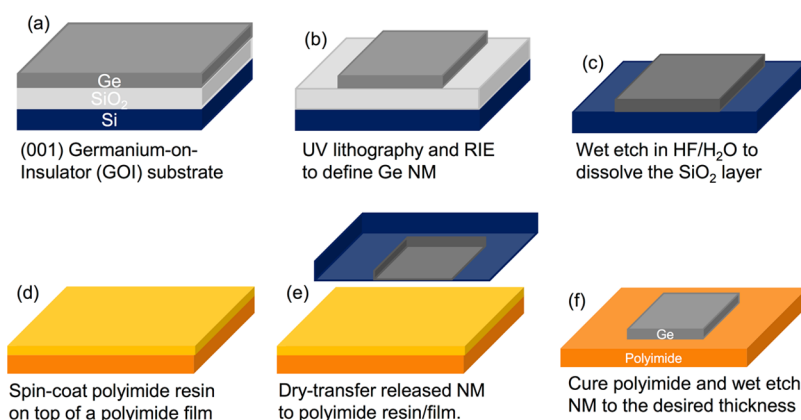 (a)
Ge
SiO₂
Si
(001) Germanium-on-
Insulator (GOI) substrate
(b)
UV lithography and RIE
to define Ge NM
(c)
Wet etch in HF/H₂O to
dissolve the SiO₂ layer
(d)
Spin-coat polyimide resin
on top of a polyimide film
(e)
Dry-transfer released NM
to polyimide resin/film.
(f)
Ge
Polyimide
Cure polyimide and wet etch
NM to the desired thickness